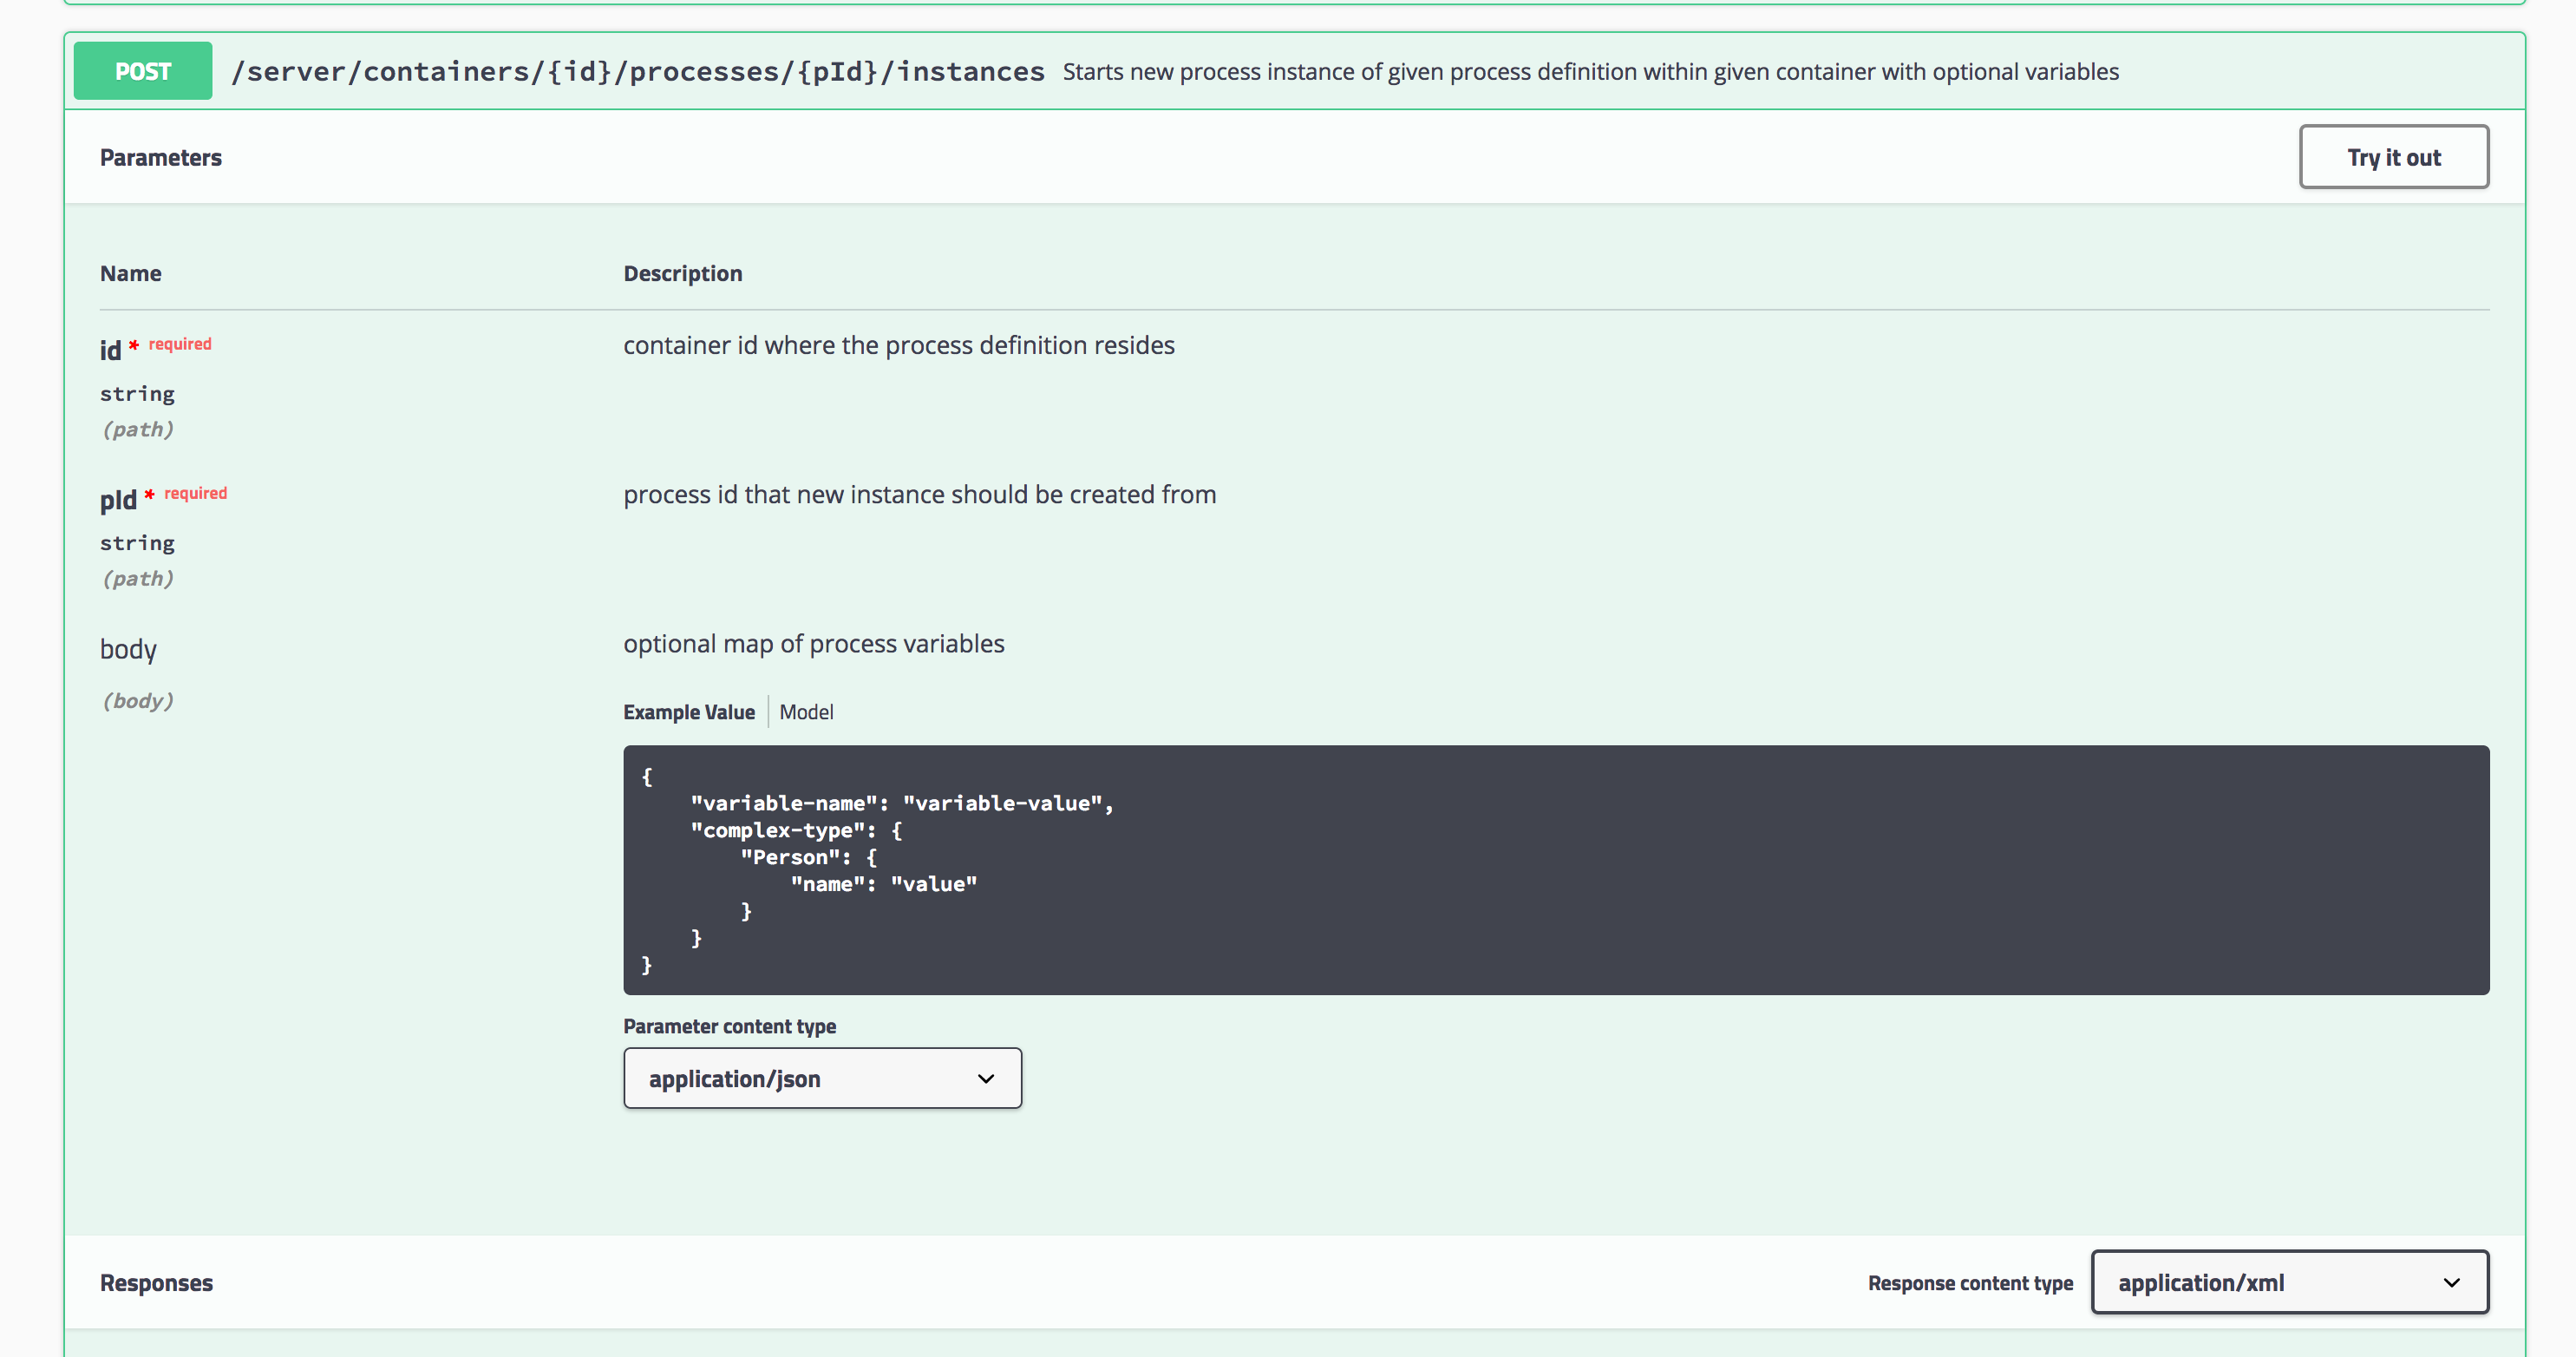 POST /server/containers/{id}/processes/{pId}/instances Starts new process instance of given process definition within given container with optional variables
Parameters Try it out
Name Description
id * required container id where the process definition resides
string
(path)
pId * required process id that new instance should be created from
string
(path)
body optional map of process variables
(body)
Example Value Model
{
    "variable-name": "variable-value",
    "complex-type": {
        "Person": {
            "name": "value"
        }
    }
}
Parameter content type
application/json
Responses Response content type application/xml